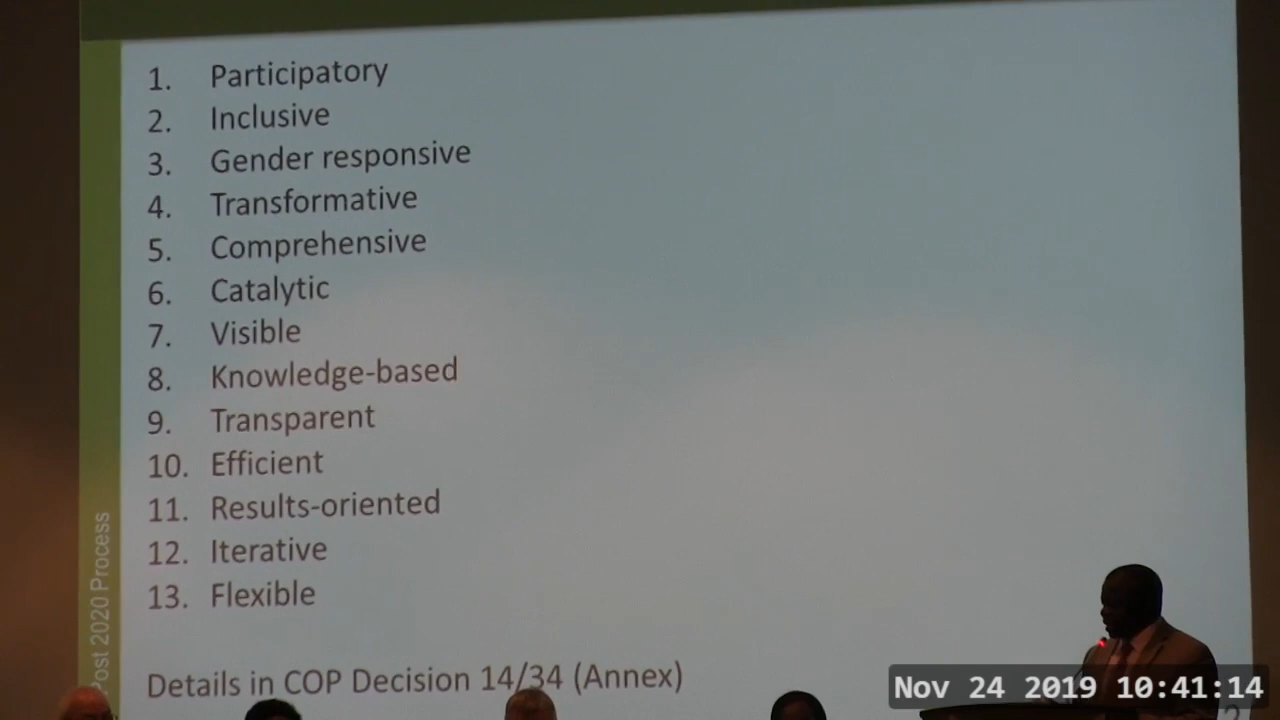 1. Participatory
2. Inclusive
3. Gender responsive
4. Transformative
5. Comprehensive
6. Catalytic
7. Visible
8. Knowledge-based
9. Transparent
10. Efficient
11. Results-oriented
12. Iterative
13. Flexible
Details in COP Decision 14/34 (Annex)
Post 2020 Process
Nov 24 2019 10:41:14